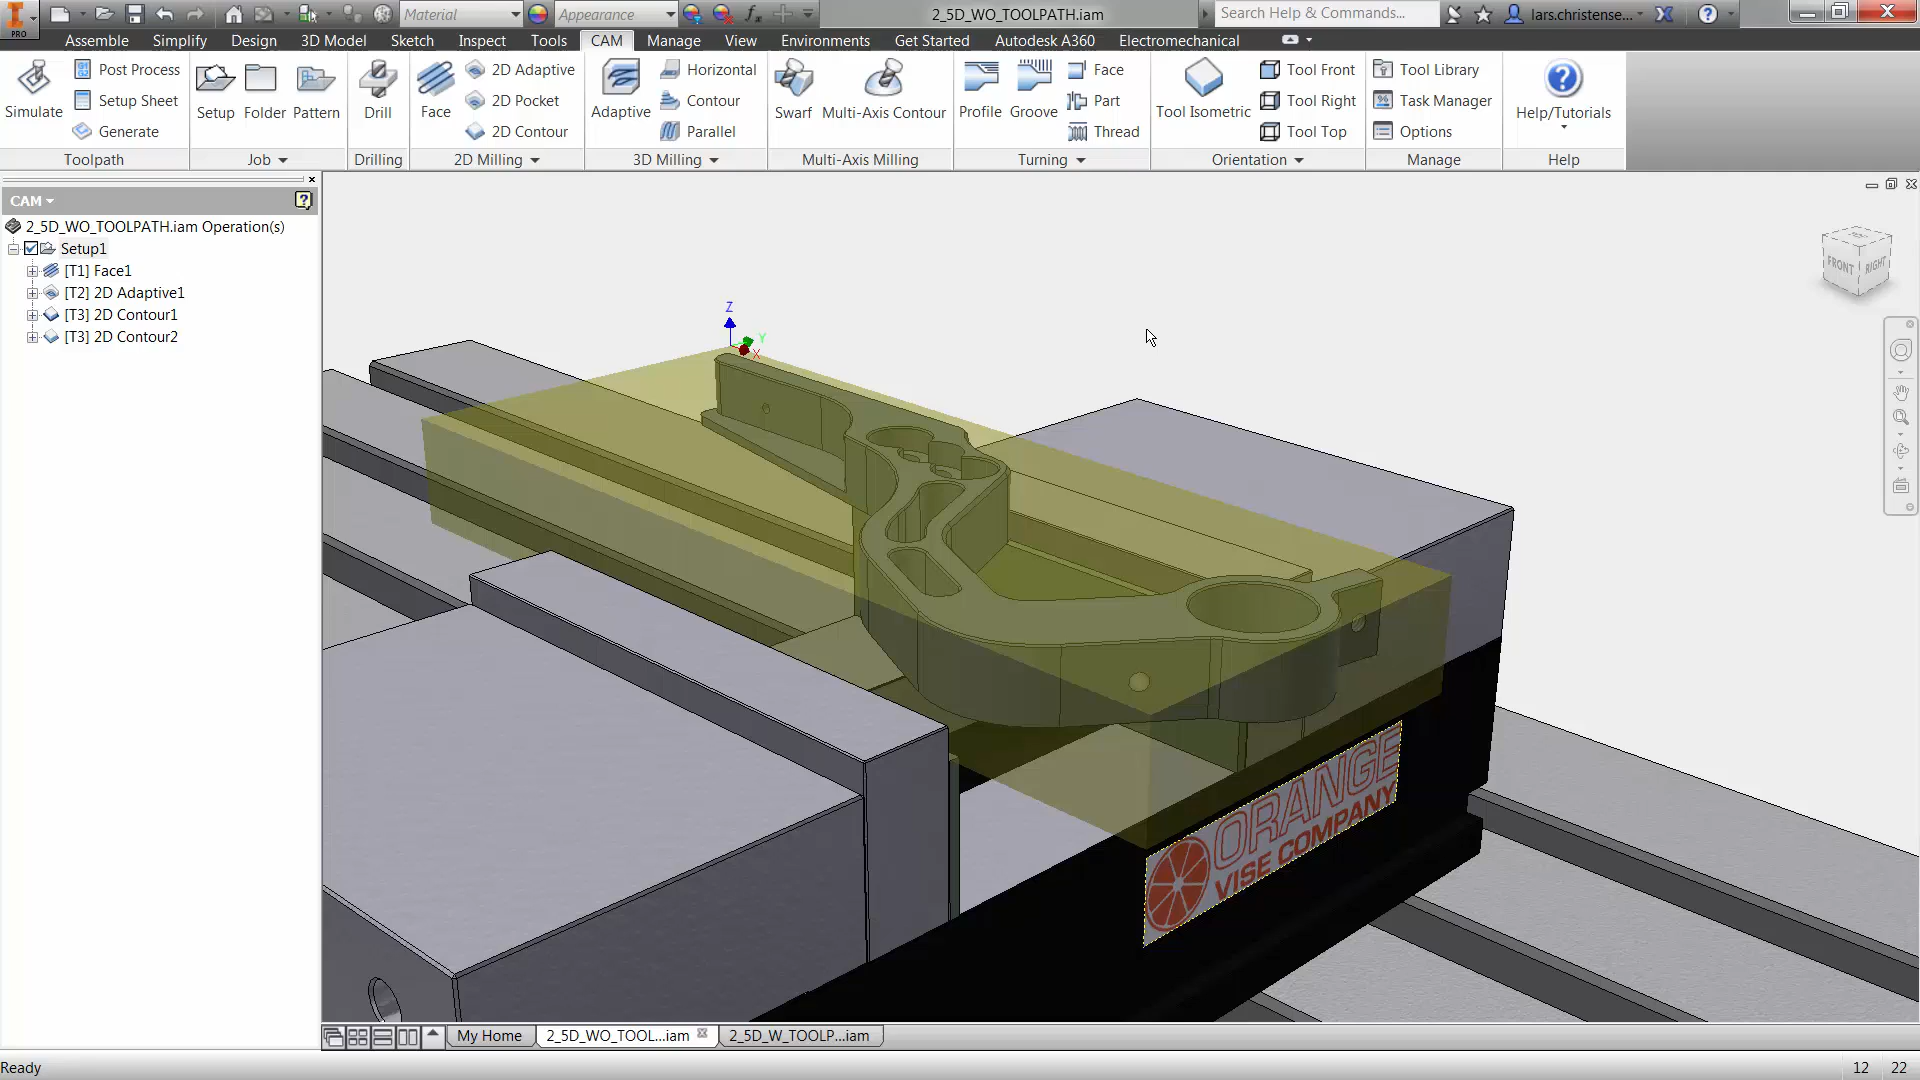 PRO
Material
Appearance
2_5D_WO_TOOLPATH.iam
Search Help & Commands...
lars.christense...
Assemble Simplify Design 3D Model Sketch Inspect Tools CAM Manage View Environments Get Started Autodesk A360 Electromechanical
Simulate
Post Process
Setup Sheet
Generate
Toolpath
Setup
Folder
Pattern
Job
Drill
Drilling
Face
2D Adaptive
2D Pocket
2D Contour
2D Milling
Adaptive
Horizontal
Contour
Parallel
3D Milling
Swarf
Multi-Axis Contour
Multi-Axis Milling
Profile
Groove
Face
Part
Thread
Turning
Tool Isometric
Tool Front
Tool Right
Tool Top
Orientation
Tool Library
Task Manager
Options
Manage
Help/Tutorials
Help
CAM
2_5D_WO_TOOLPATH.iam Operation(s)
Setup1
[T1] Face1
[T2] 2D Adaptive1
[T3] 2D Contour1
[T3] 2D Contour2
Z
Y
X
FRONT
RIGHT
ORANGE
VISE COMPANY
My Home
2_5D_WO_TOOL...iam
2_5D_W_TOOLP...iam
Ready
12
22